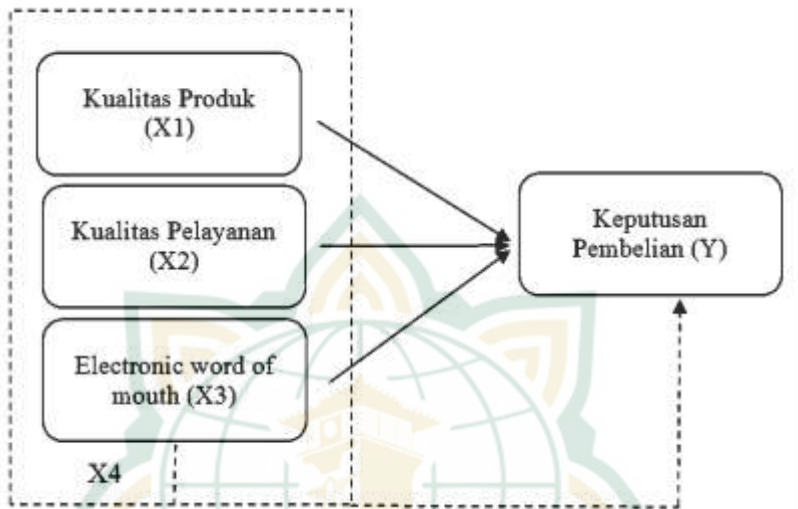 Kualitas Produk
(X1)
Kualitas Pelayanan
(X2)
Electronic word of
mouth (X3)
X4
Keputusan
Pembelian (Y)